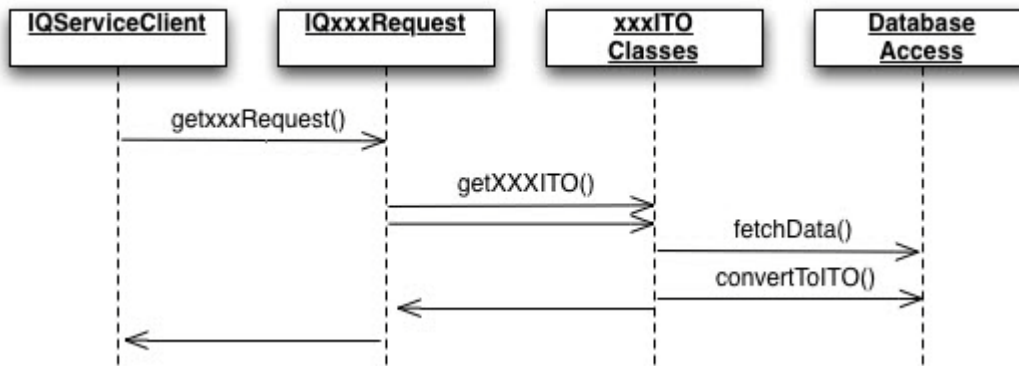 IQServiceClient
IQxxxRequest
xxxITO
Classes
Database
Access
getxxxRequest()
getXXXITO()
fetchData()
convertToITO()